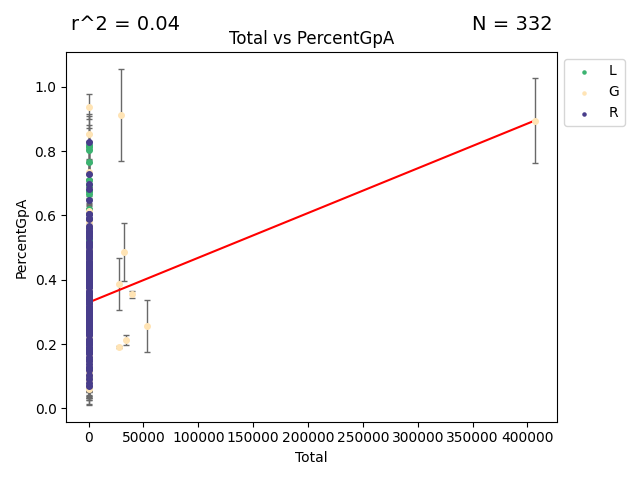 r^2 = 0.04
N = 332
Total vs PercentGpA
L
G
R
1.0
0.8
0.6
0.4
0.2
0.0
PercentGpA
0
50000
100000
150000
200000
250000
300000
350000
400000
Total